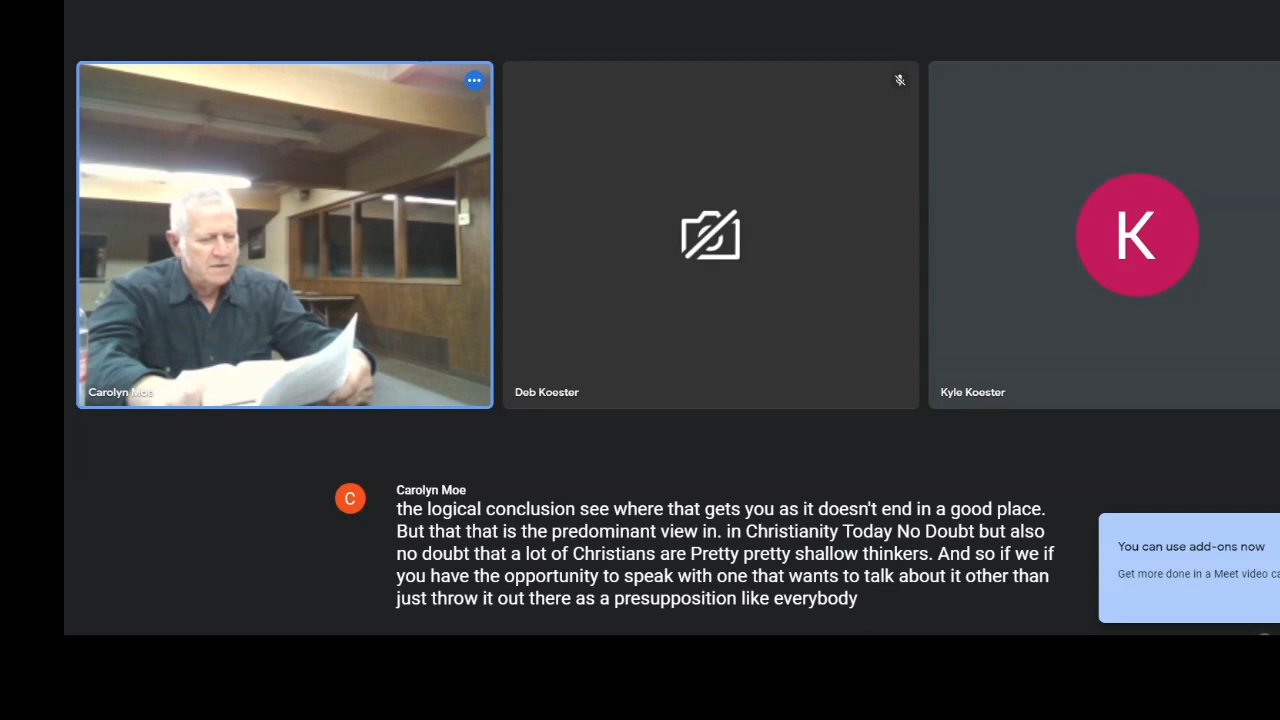 K
Carolyn Moe
Deb Koester
Kyle Koester
C
Carolyn Moe
the logical conclusion see where that gets you as it doesn't end in a good place.
But that that is the predominant view in. in Christianity Today No Doubt but also
no doubt that a lot of Christians are Pretty pretty shallow thinkers. And so if we if
you have the opportunity to speak with one that wants to talk about it other than
just throw it out there as a presupposition like everybody
You can use add-ons now
Get more done in a Meet video